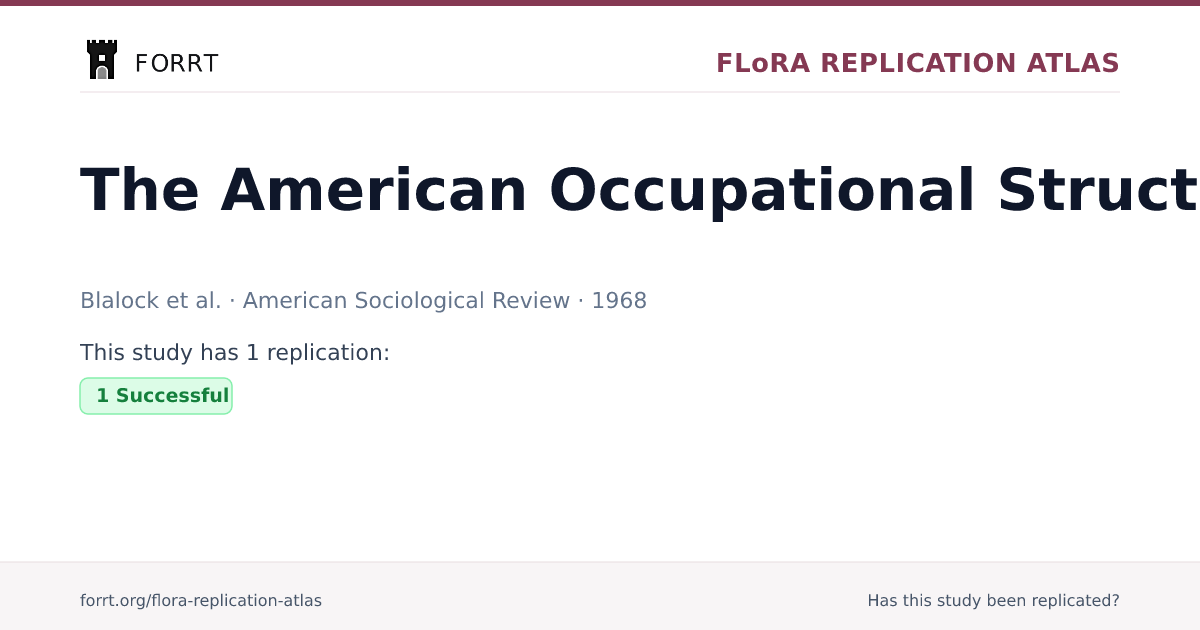 FORRT
FLoRA REPLICATION ATLAS
The American Occupational Struct
Blalock et al. · American Sociological Review · 1968
This study has 1 replication:
1 Successful
forrt.org/flora-replication-atlas
Has this study been replicated?